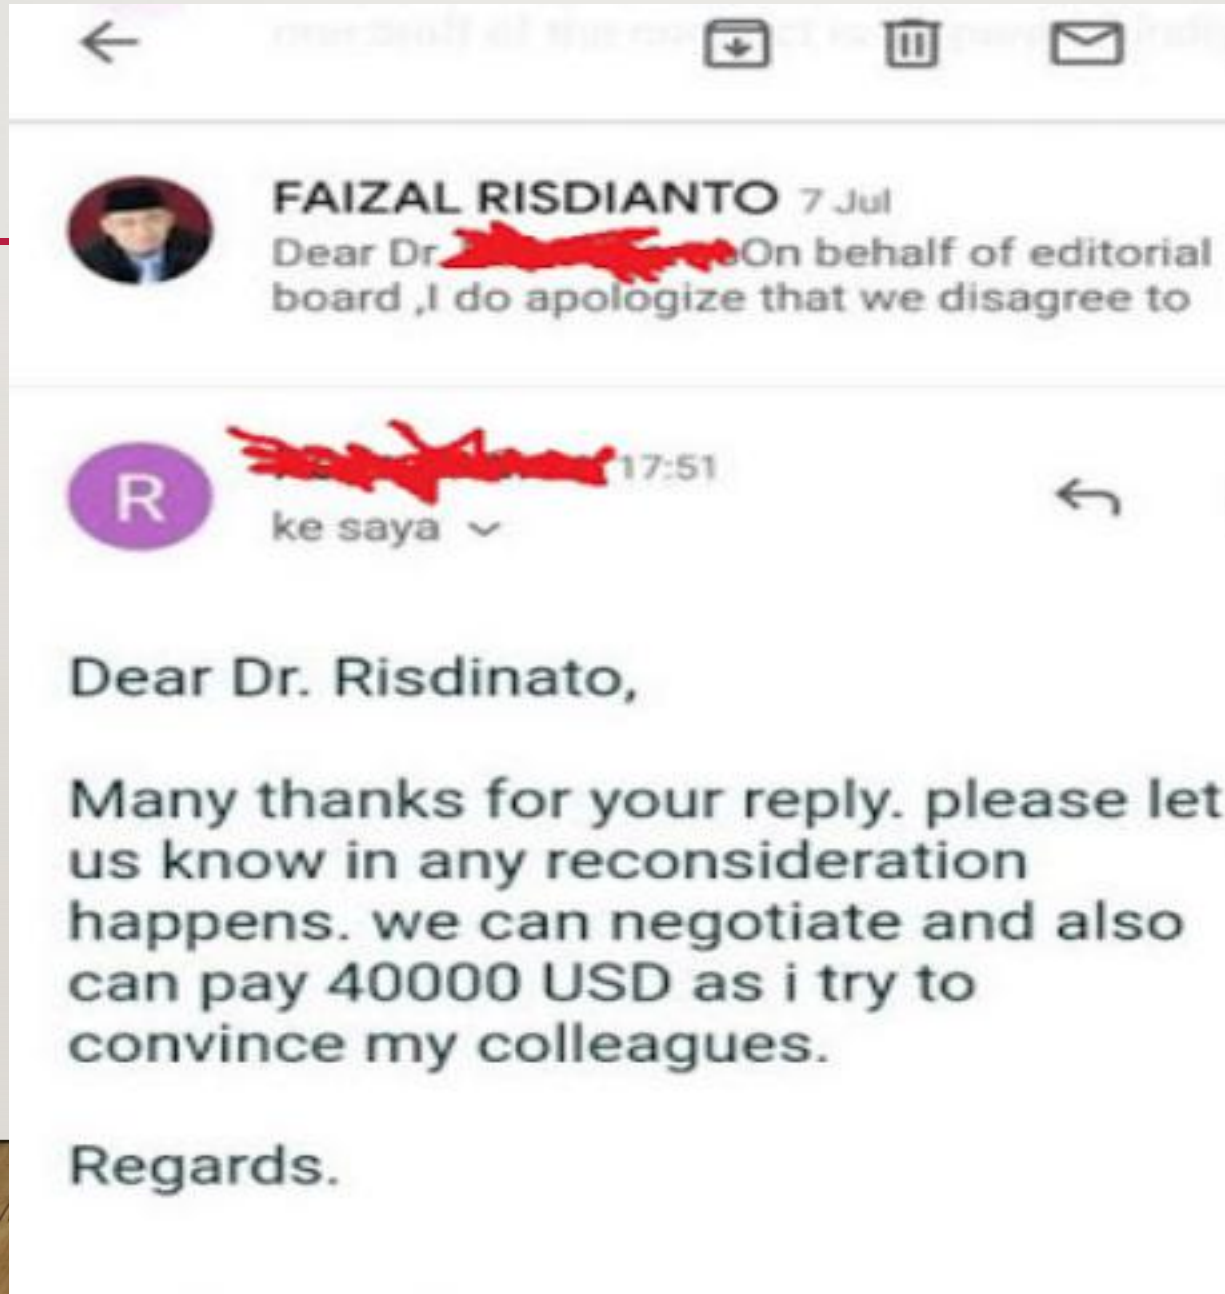 FAIZAL RISDIANTO 7 Jul
Dear Dr. On behalf of editorial
board ,I do apologize that we disagree to
R
17:51
ke saya
Dear Dr. Risdinato,
Many thanks for your reply. please let
us know in any reconsideration
happens. we can negotiate and also
can pay 40000 USD as i try to
convince my colleagues.
Regards.